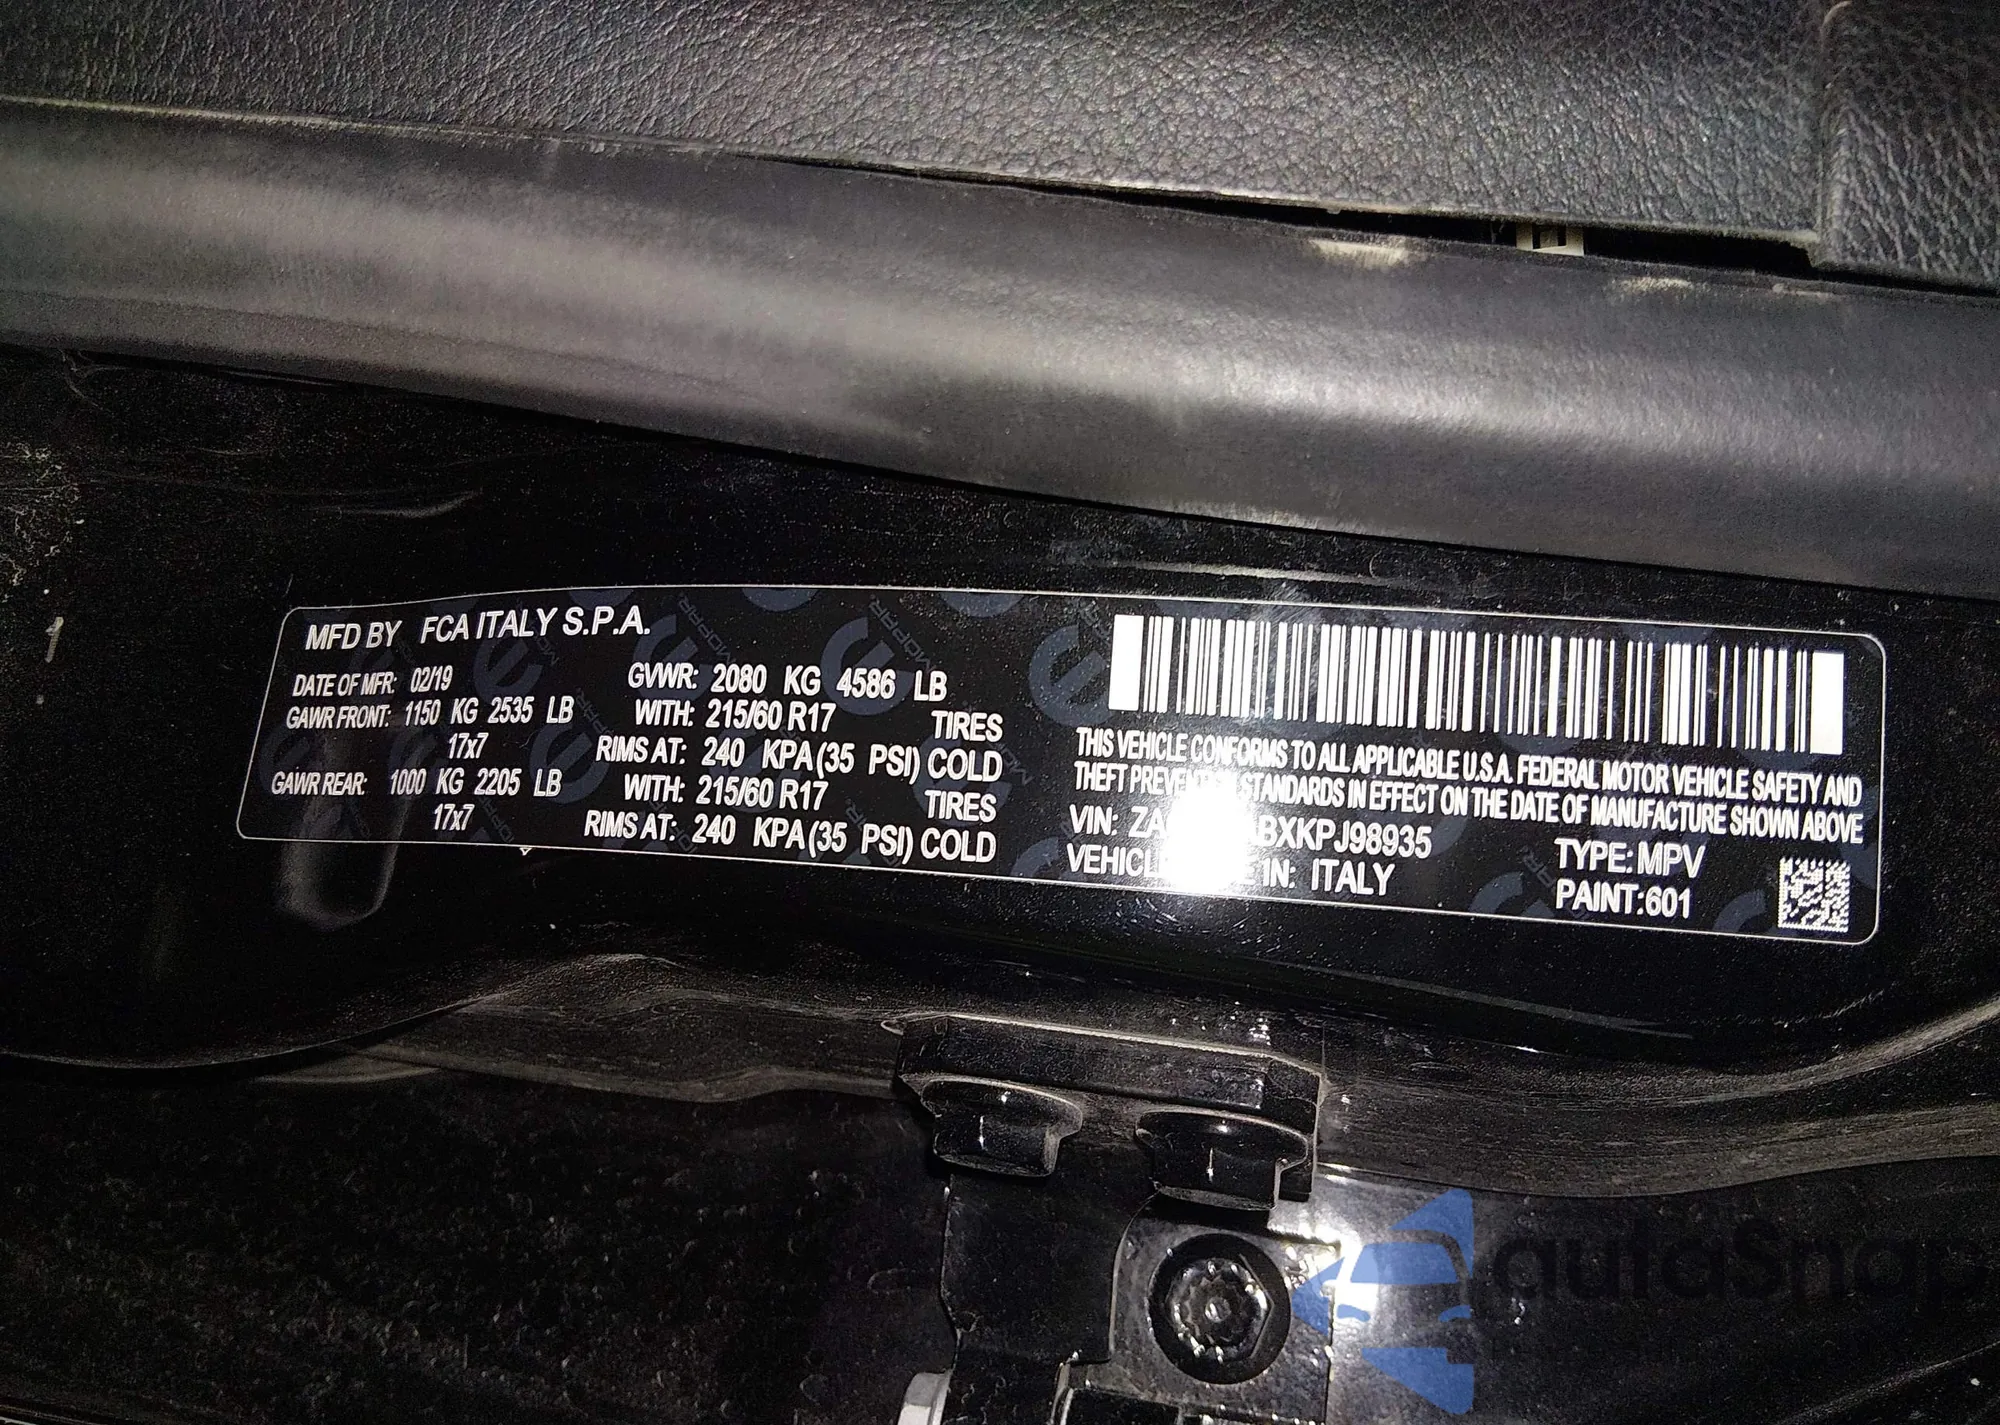 MFD BY FCA ITALY S.P.A.
DATE OF MFR: 02/19 GVWR: 2080 KG 4586 LB
GAWR FRONT: 1150 KG 2535 LB WITH: 215/60 R17 TIRES
17x7 RIMS AT: 240 KPA (35 PSI) COLD
GAWR REAR: 1000 KG 2205 LB WITH: 215/60 R17 TIRES
17x7 RIMS AT: 240 KPA (35 PSI) COLD
THIS VEHICLE CONFORMS TO ALL APPLICABLE U.S.A. FEDERAL MOTOR VEHICLE SAFETY AND
THEFT STANDARDS IN EFFECT ON THE DATE OF MANUFACTURE SHOWN ABOVE
VIN: BXKPJ98935 TYPE: MPV
IN: ITALY PAINT:601
MOPAR
1